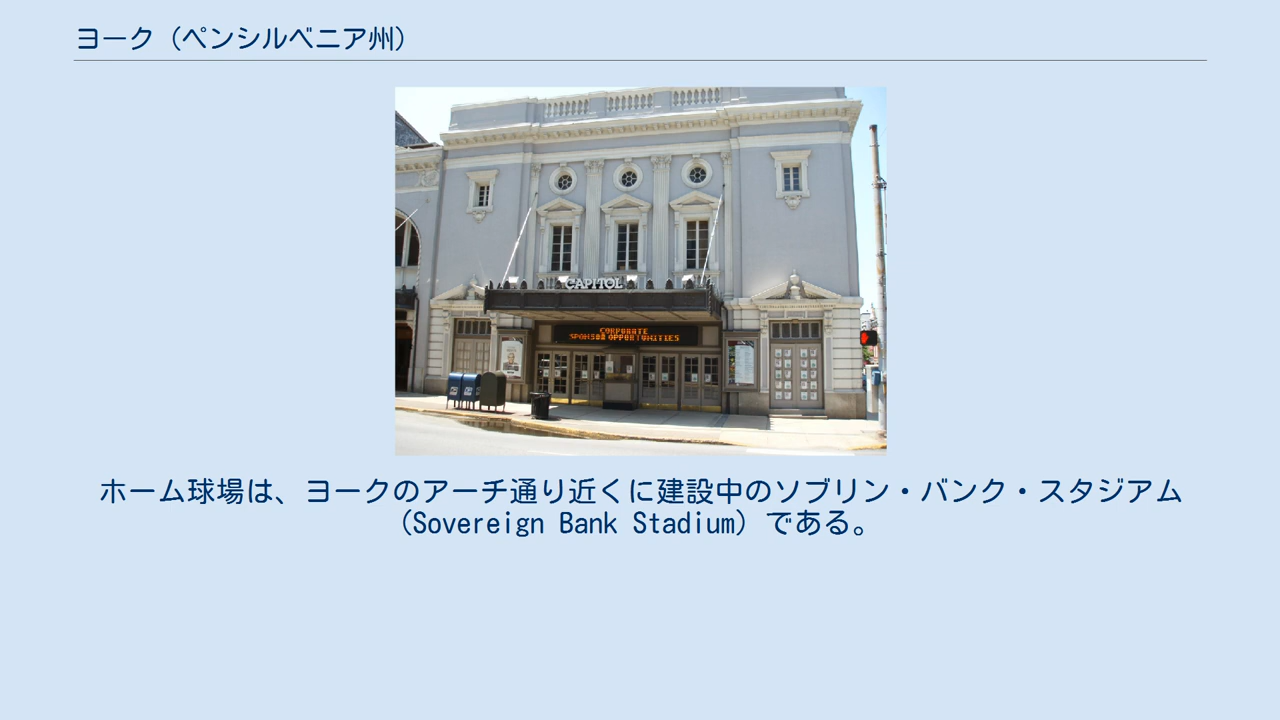 ヨーク（ペンシルベニア州）
CAPITOL
CORPORATE
SPONSOR OPPORTUNITIES
ホーム球場は、ヨークのアーチ通り近くに建設中のソブリン・バンク・スタジアム
（Sovereign Bank Stadium）である。